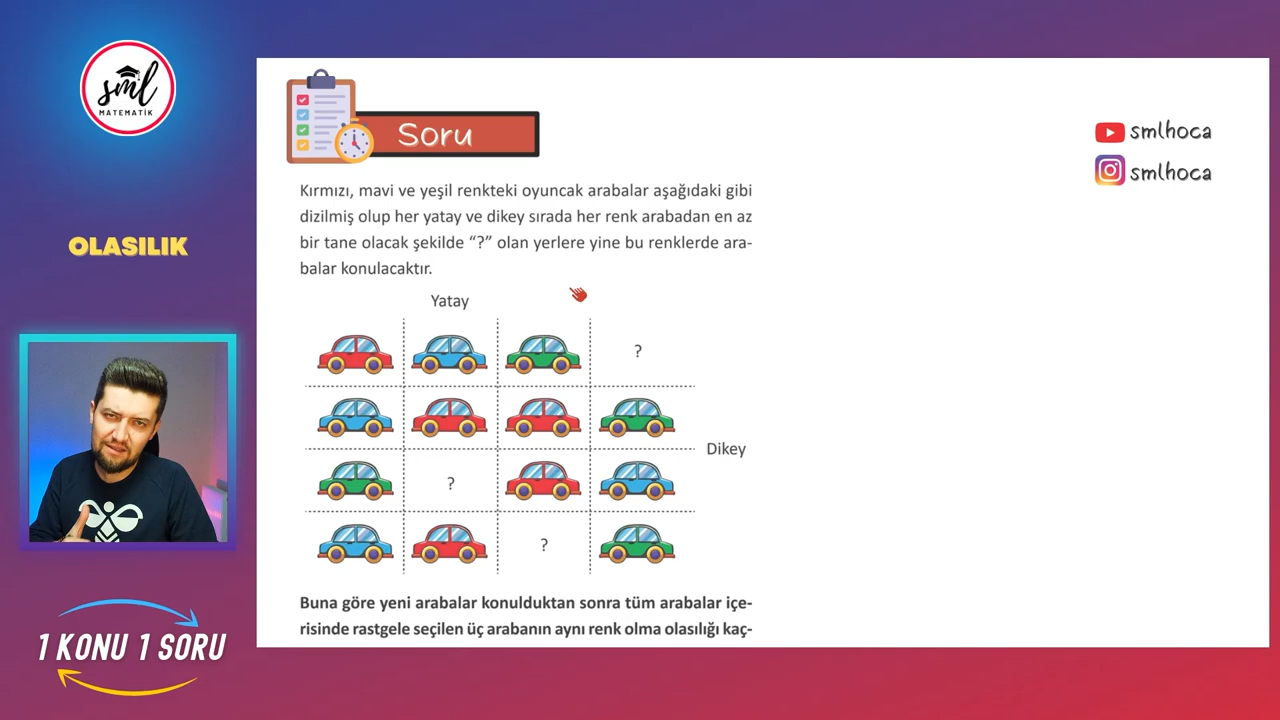 sml
MATEMATİK
OLASILIK
1 KONU 1 SORU
Soru
smlhoca
smlhoca
Kırmızı, mavi ve yeşil renkteki oyuncak arabalar aşağıdaki gibi
dizilmiş olup her yatay ve dikey sırada her renk arabadan en az
bir tane olacak şekilde “?” olan yerlere yine bu renklerde ara-
balar konulacaktır.
Yatay
?
Dikey
?
?
Buna göre yeni arabalar konulduktan sonra tüm arabalar içe-
risinde rastgele seçilen üç arabanın aynı renk olma olasılığı kaç-